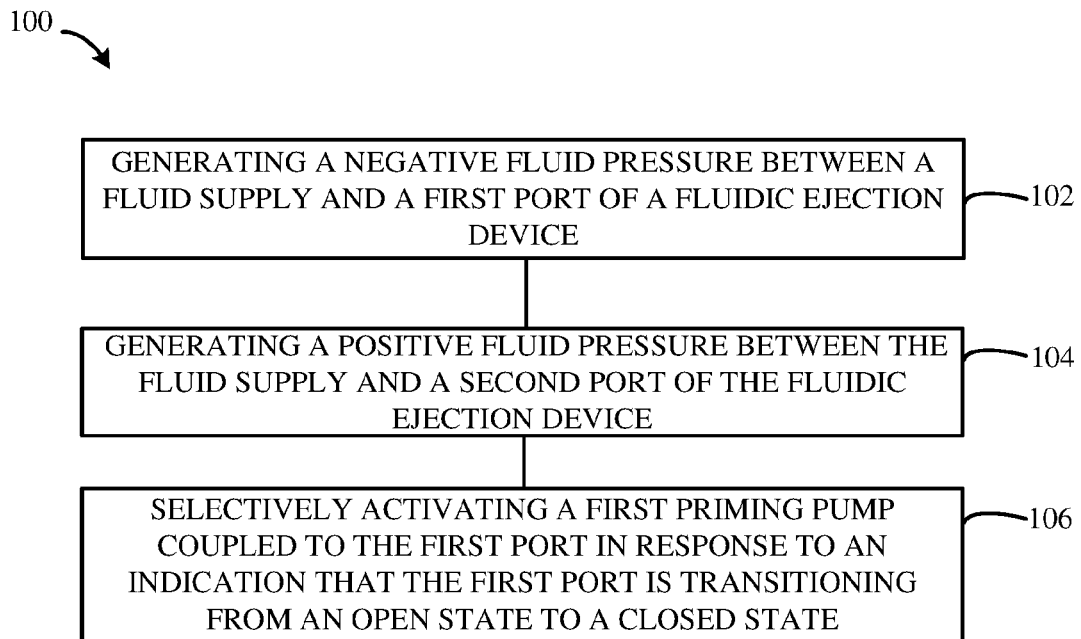 100
GENERATING A NEGATIVE FLUID PRESSURE BETWEEN A
FLUID SUPPLY AND A FIRST PORT OF A FLUIDIC EJECTION
DEVICE
102
GENERATING A POSITIVE FLUID PRESSURE BETWEEN THE
FLUID SUPPLY AND A SECOND PORT OF THE FLUIDIC
EJECTION DEVICE
104
SELECTIVELY ACTIVATING A FIRST PRIMING PUMP
COUPLED TO THE FIRST PORT IN RESPONSE TO AN
INDICATION THAT THE FIRST PORT IS TRANSITIONING
FROM AN OPEN STATE TO A CLOSED STATE
106